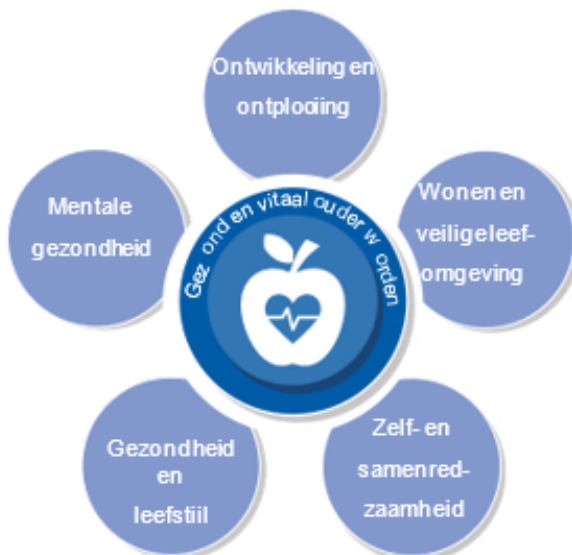 Ontwikkeling en
ontplooiing
Mentale
gezondheid
Wonen en
veilige leef-
omgeving
Gezond en vitaal ouder worden
Gezondheid
en
leefstijl
Zelf- en
samenred-
zaamheid